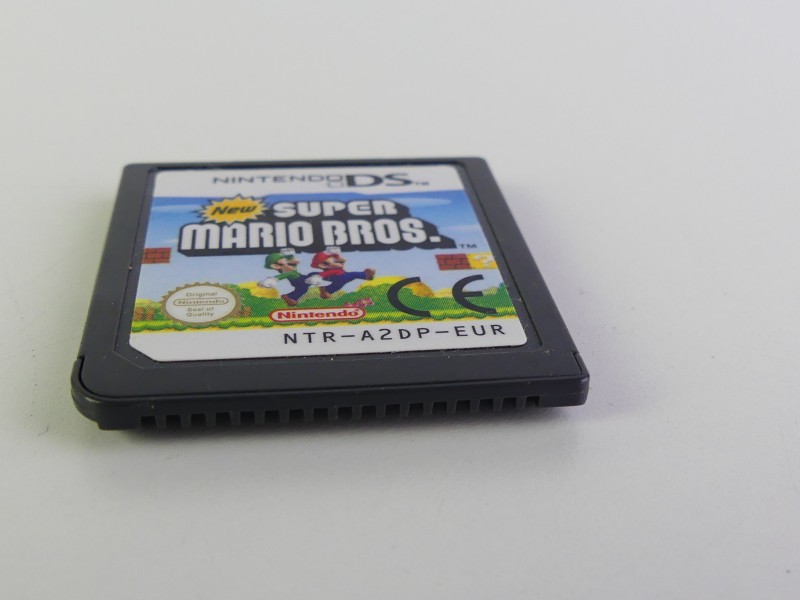 NINTENDO DS™
New SUPER
MARIO BROS.™
Original
Nintendo
Seal of
Quality
Nintendo
CE
NTR-A2DP-EUR